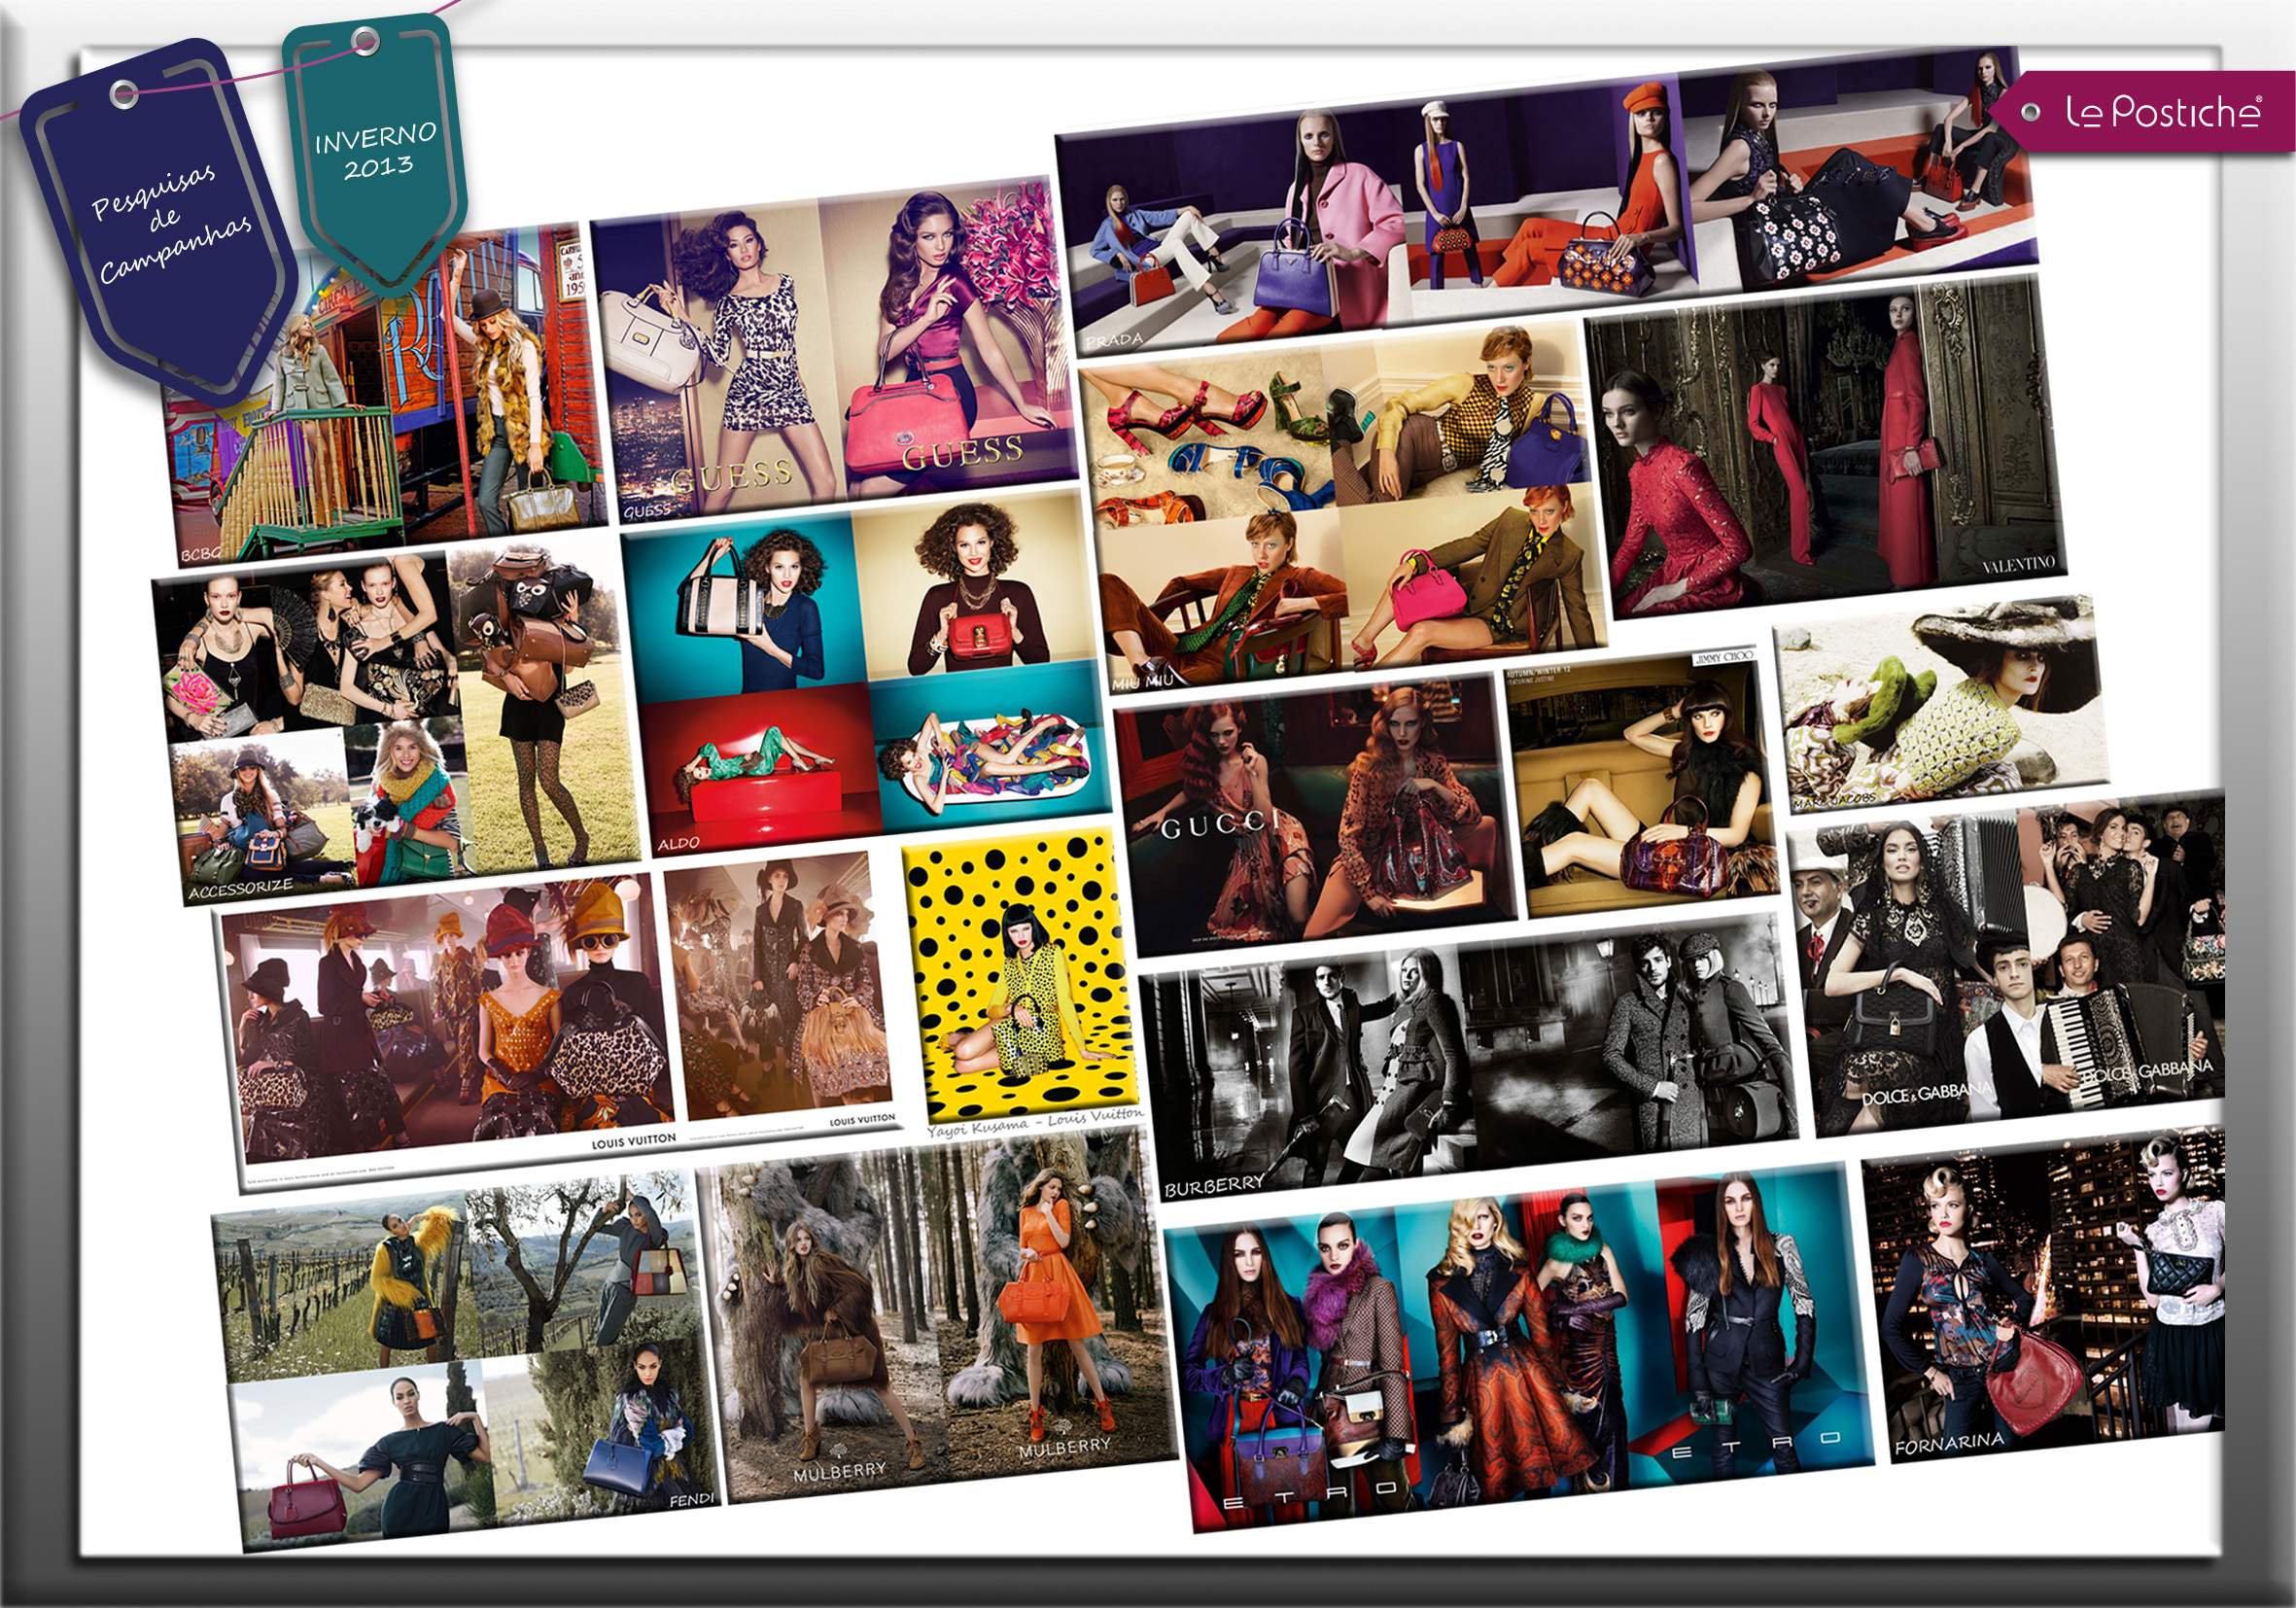 Pesquisas
de
Campanhas
INVERNO
2013
Le Postiche®
PRADA
GUESS
GUESS
GUESS
BCBG
MIU MIU
VALENTINO
ACCESSORIZE
ALDO
GUCCI
AUTUMN/WINTER 12
FEATURING JUSTINE
JIMMY CHOO
MARC JACOBS
LOUIS VUITTON
LOUIS VUITTON
Yayoi Kusama - Louis Vuitton
BURBERRY
DOLCE & GABBANA
DOLCE & GABBANA
FENDI
MULBERRY
MULBERRY
ETRO
ETRO
FORNARINA